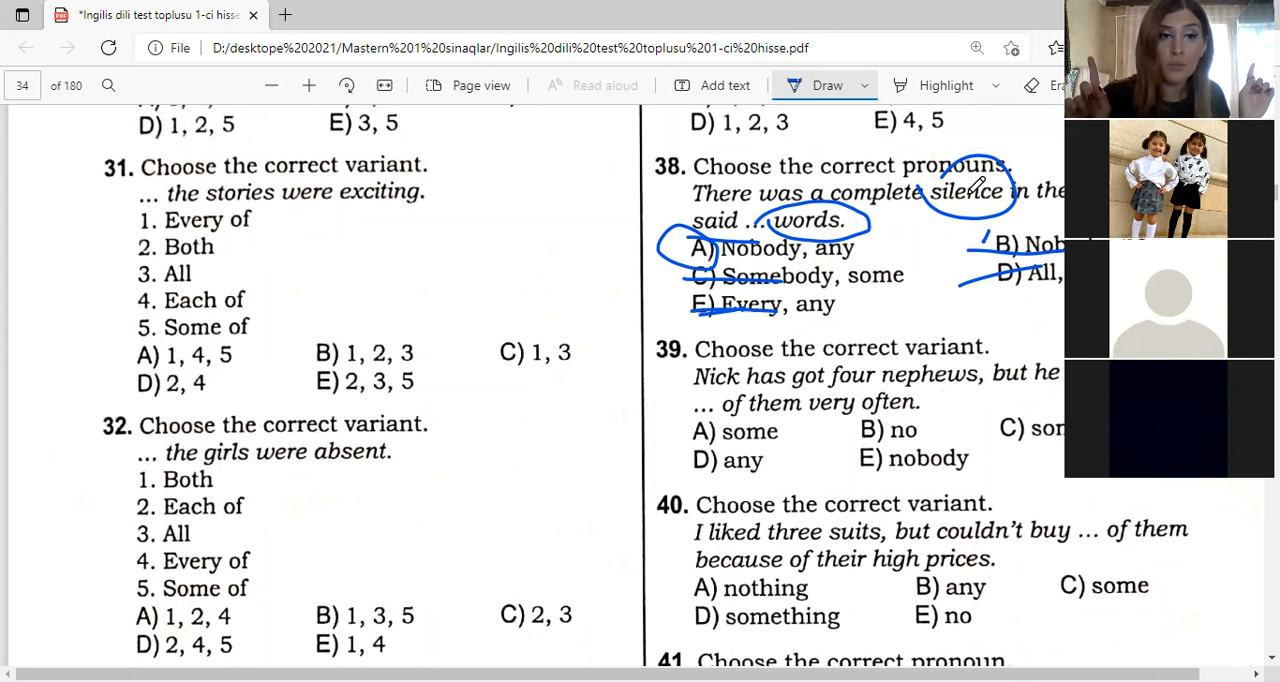 *Ingilis dili test toplusu 1-ci hisse
File D:/desktope%202021/Mastern%201%20sinaqlar/Ingilis%20dili%20test%20toplusu%201-ci%20hisse.pdf
34 of 180 Page view Read aloud Add text Draw Highlight
D) 1, 2, 5 E) 3, 5
31. Choose the correct variant.
... the stories were exciting.
1. Every of
2. Both
3. All
4. Each of
5. Some of
A) 1, 4, 5 B) 1, 2, 3 C) 1, 3
D) 2, 4 E) 2, 3, 5
32. Choose the correct variant.
... the girls were absent.
1. Both
2. Each of
3. All
4. Every of
5. Some of
A) 1, 2, 4 B) 1, 3, 5 C) 2, 3
D) 2, 4, 5 E) 1, 4
D) 1, 2, 3 E) 4, 5
38. Choose the correct pronouns.
There was a complete silence in the
said ... words.
A) Nobody, any B) Nob
C) Somebody, some D) All,
E) Every, any
39. Choose the correct variant.
Nick has got four nephews, but he
... of them very often.
A) some B) no C) som
D) any E) nobody
40. Choose the correct variant.
I liked three suits, but couldn't buy ... of them
because of their high prices.
A) nothing B) any C) some
D) something E) no
41. Choose the correct pronoun.